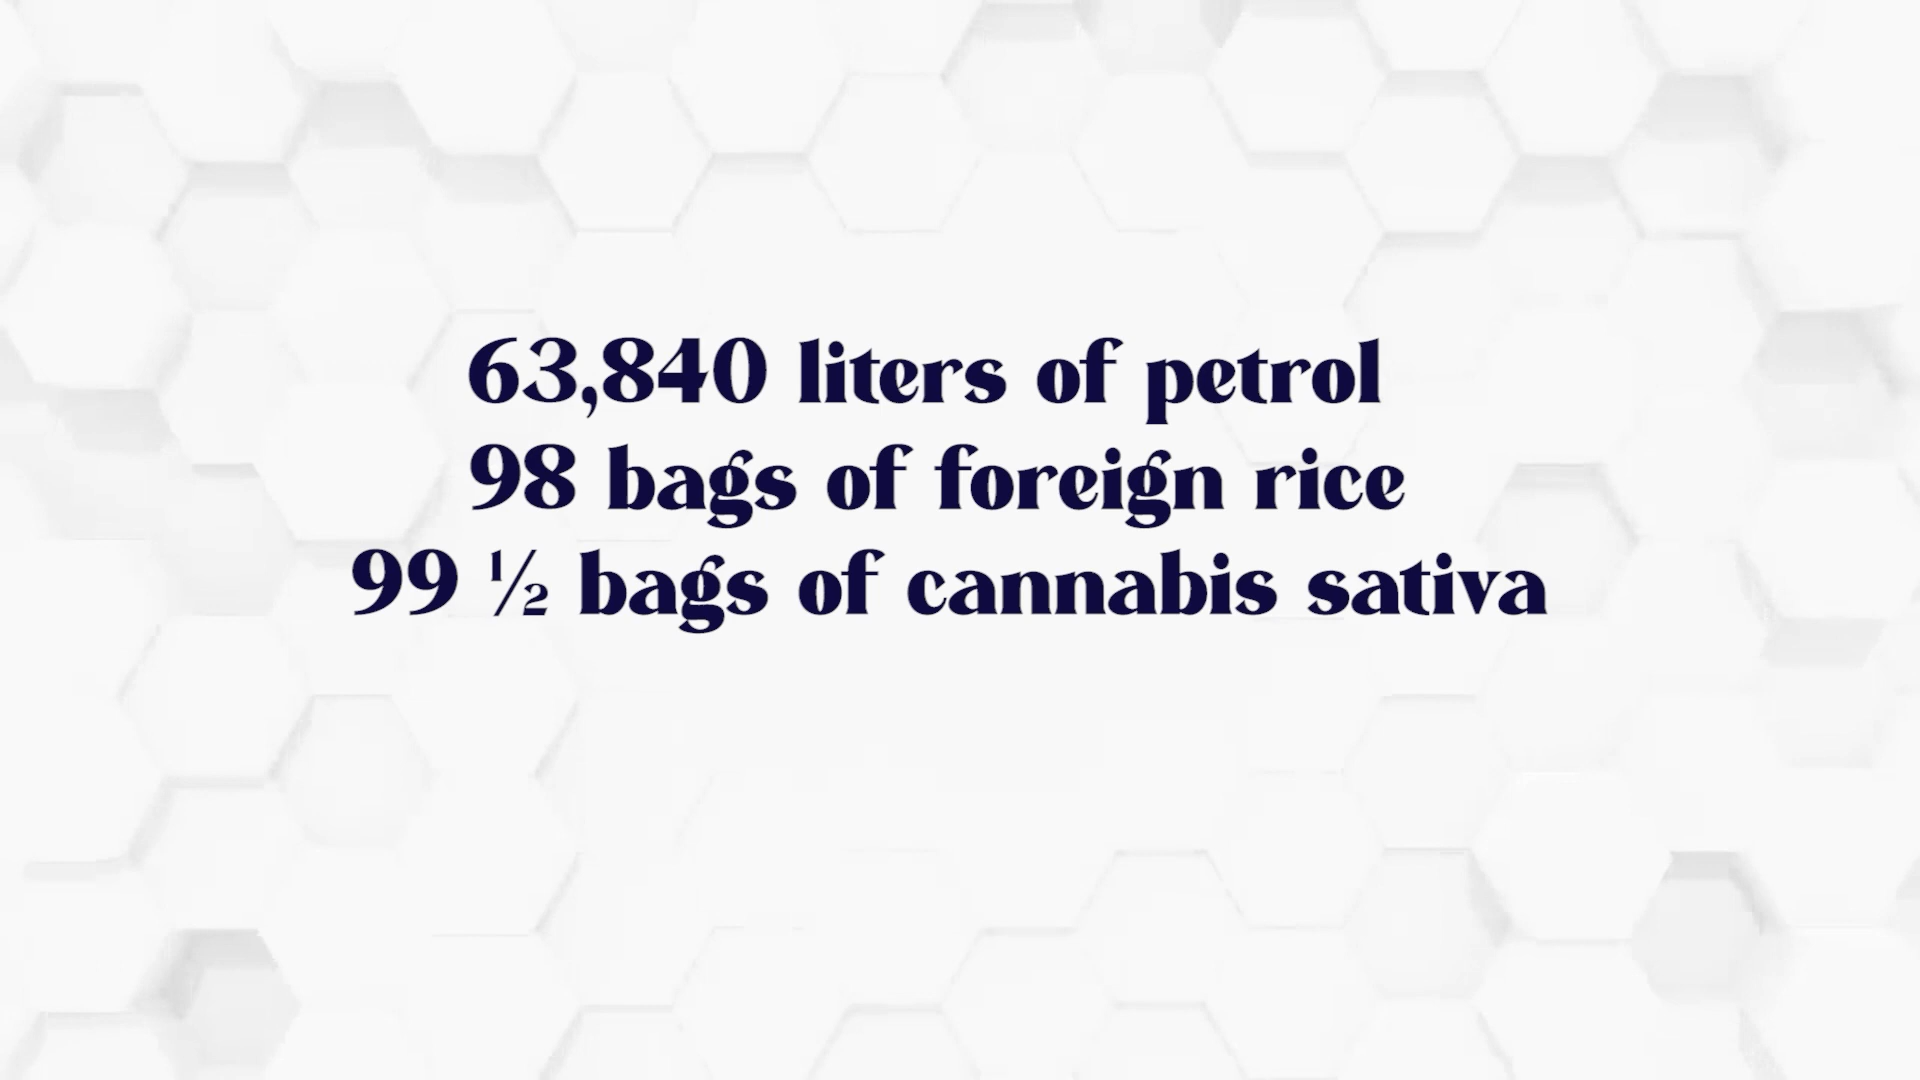 63,840 liters of petrol
98 bags of foreign rice
99 ½ bags of cannabis sativa